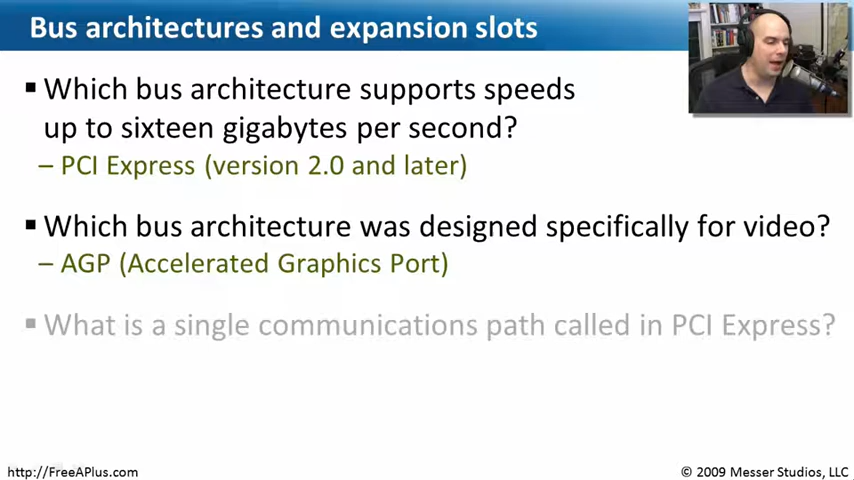 Bus architectures and expansion slots
▪ Which bus architecture supports speeds
up to sixteen gigabytes per second?
– PCI Express (version 2.0 and later)
▪ Which bus architecture was designed specifically for video?
– AGP (Accelerated Graphics Port)
▪ What is a single communications path called in PCI Express?
http://FreeAPlus.com
© 2009 Messer Studios, LLC